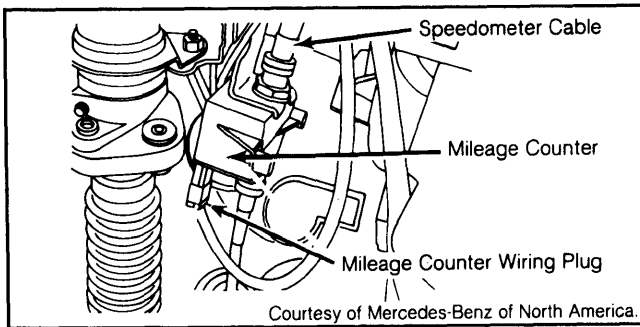 Speedometer Cable
Mileage Counter
Mileage Counter Wiring Plug
Courtesy of Mercedes-Benz of North America.